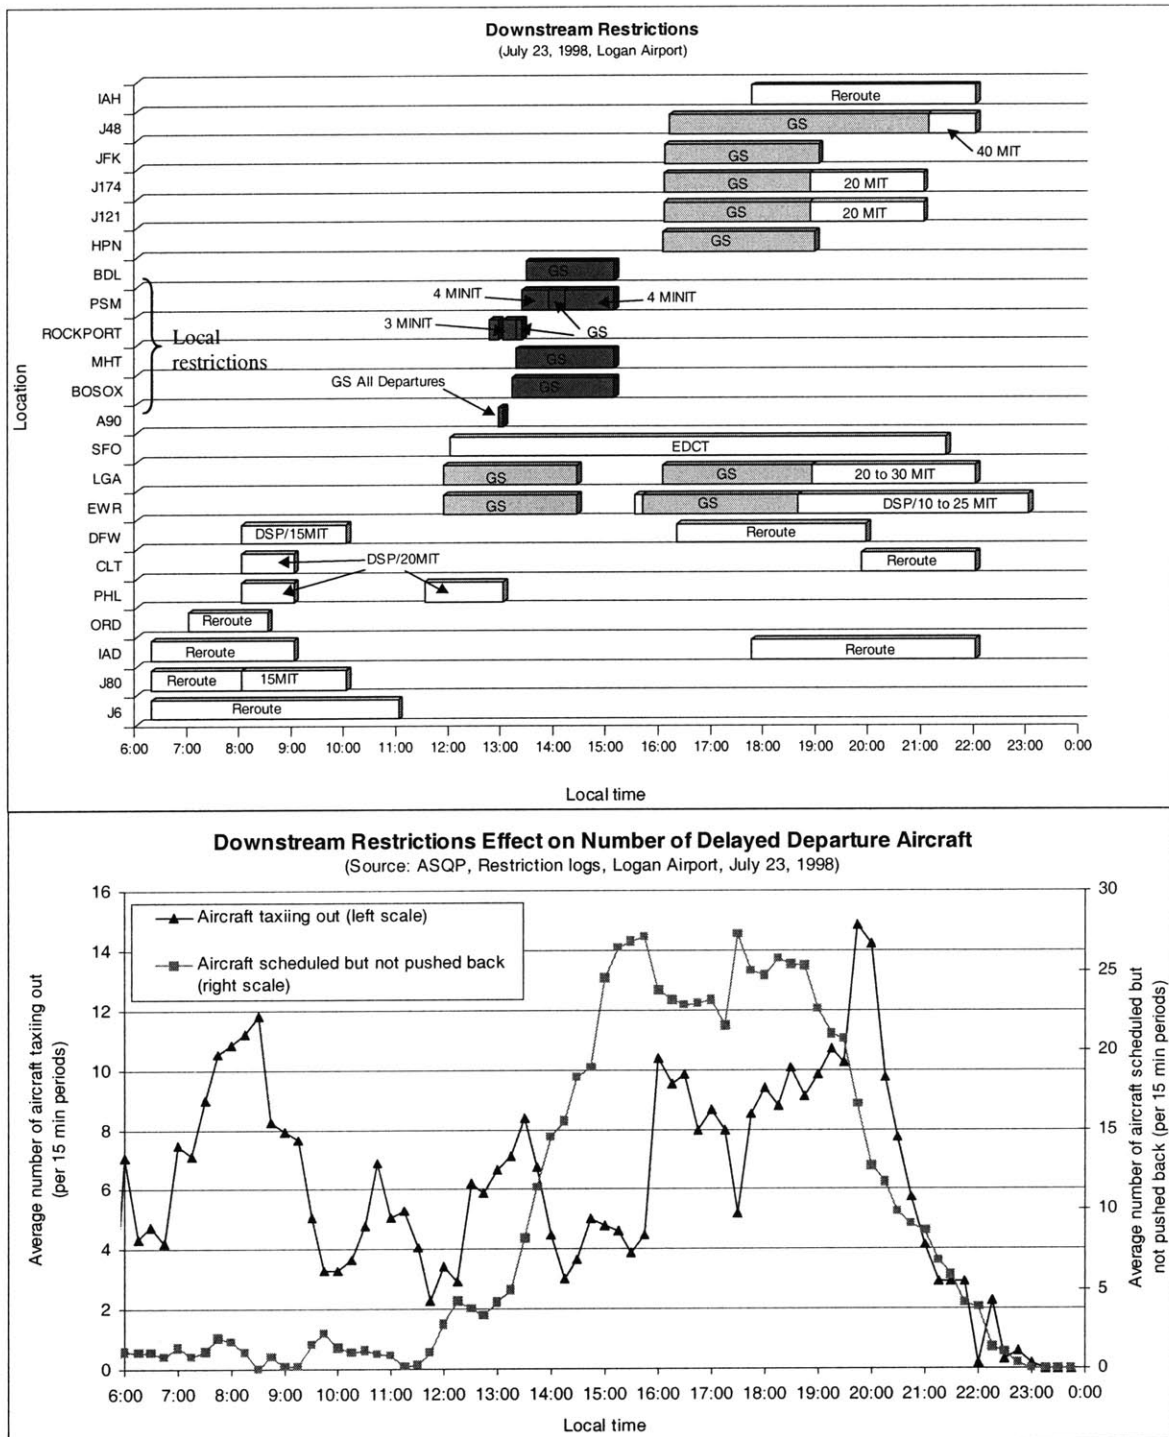 Downstream Restrictions
(July 23, 1998, Logan Airport)
Location
IAH
Reroute
J48
GS
40 MIT
JFK
GS
J174
GS
20 MIT
J121
GS
20 MIT
HPN
GS
BDL
GS
PSM
4 MINIT
4 MINIT
ROCKPORT
3 MINIT
GS
Local
restrictions
MHT
GS
BOSOX
GS
GS All Departures
A90
SFO
EDCT
LGA
GS
GS
20 to 30 MIT
EWR
GS
GS
DSP/10 to 25 MIT
DFW
DSP/15MIT
Reroute
CLT
DSP/20MIT
Reroute
PHL
ORD
Reroute
IAD
Reroute
Reroute
J80
Reroute
15MIT
J6
Reroute
6:00 7:00 8:00 9:00 10:00 11:00 12:00 13:00 14:00 15:00 16:00 17:00 18:00 19:00 20:00 21:00 22:00 23:00 0:00
Local time
Downstream Restrictions Effect on Number of Delayed Departure Aircraft
(Source: ASQP, Restriction logs, Logan Airport, July 23, 1998)
Average number of aircraft taxiing out
(per 15 min periods)
16
14
12
10
8
6
4
2
0
Aircraft taxiing out (left scale)
Aircraft scheduled but not pushed back
(right scale)
30
25
20
15
10
5
0
Average number of aircraft scheduled but
not pushed back (per 15 min periods)
6:00 7:00 8:00 9:00 10:00 11:00 12:00 13:00 14:00 15:00 16:00 17:00 18:00 19:00 20:00 21:00 22:00 23:00 0:00
Local time